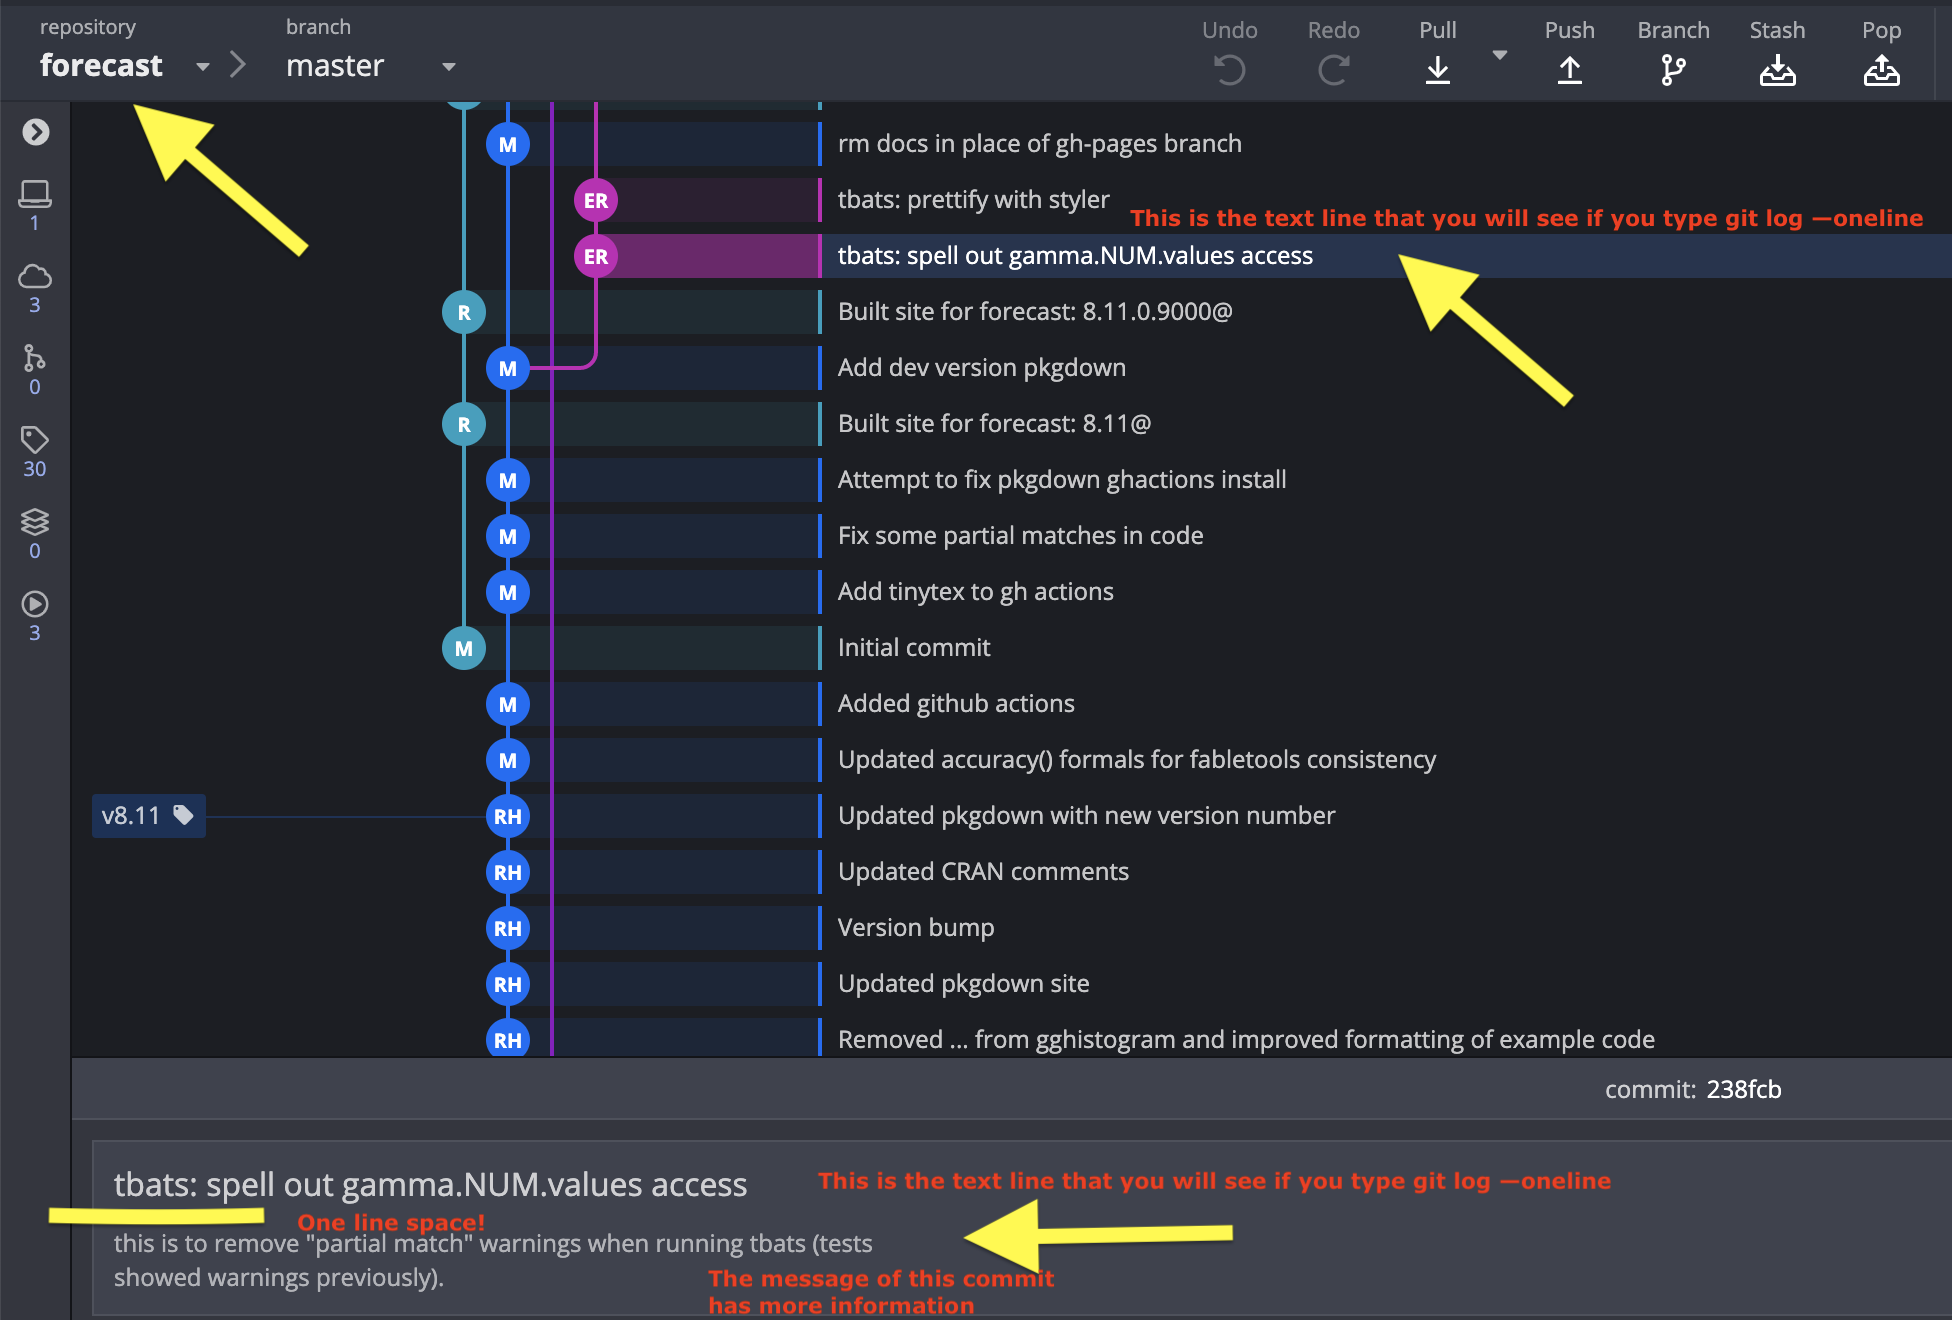 repository
branch
forecast
master
Undo
Redo
Pull
Push
Branch
Stash
Pop
1
3
0
30
0
3
M
rm docs in place of gh-pages branch
ER
tbats: prettify with styler
This is the text line that you will see if you type git log —oneline
ER
tbats: spell out gamma.NUM.values access
R
Built site for forecast: 8.11.0.9000@
M
Add dev version pkgdown
R
Built site for forecast: 8.11@
M
Attempt to fix pkgdown ghactions install
M
Fix some partial matches in code
M
Add tinytex to gh actions
M
Initial commit
M
Added github actions
M
Updated accuracy() formals for fabletools consistency
v8.11
RH
Updated pkgdown with new version number
RH
Updated CRAN comments
RH
Version bump
RH
Updated pkgdown site
RH
Removed ... from gghistogram and improved formatting of example code
commit: 238fcb
tbats: spell out gamma.NUM.values access
This is the text line that you will see if you type git log —oneline
One line space!
this is to remove "partial match" warnings when running tbats (tests
showed warnings previously).
The message of this commit
has more information